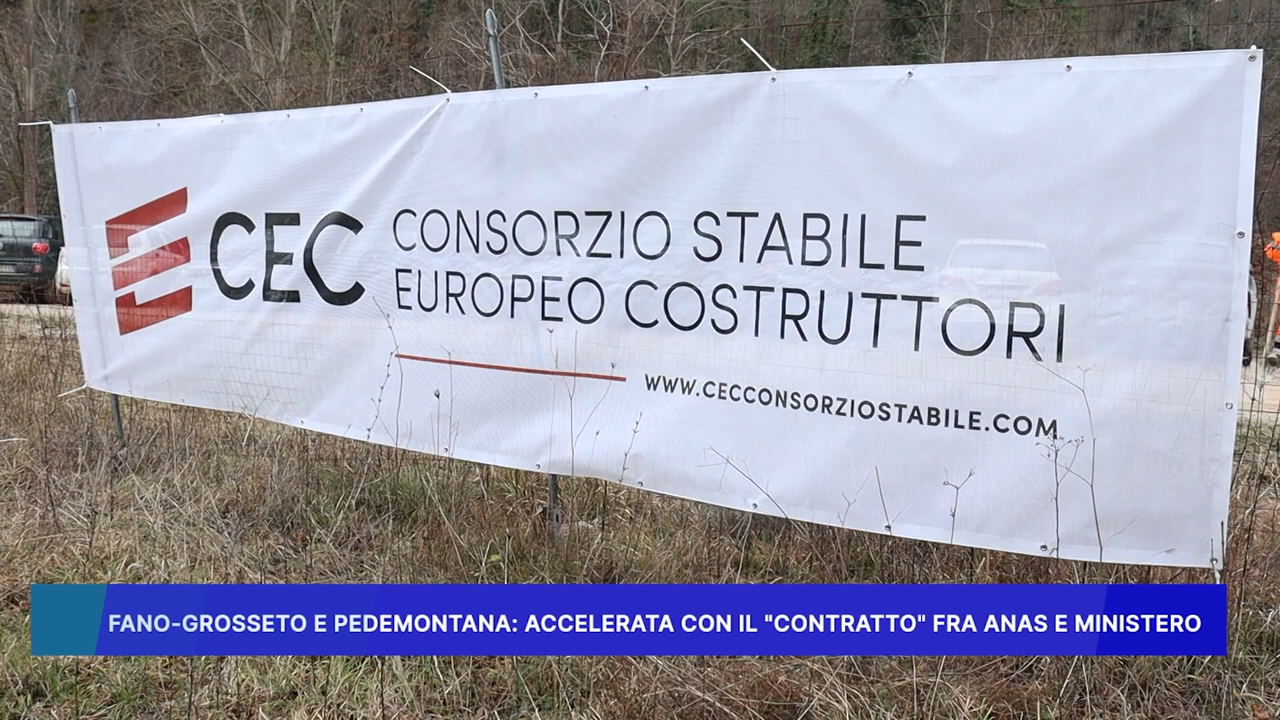 CEC
CONSORZIO STABILE
EUROPEO COSTRUTTORI
WWW.CECCONSORZIOSTABILE.COM
FANO-GROSSETO E PEDEMONTANA: ACCELERATA CON IL "CONTRATTO" FRA ANAS E MINISTERO